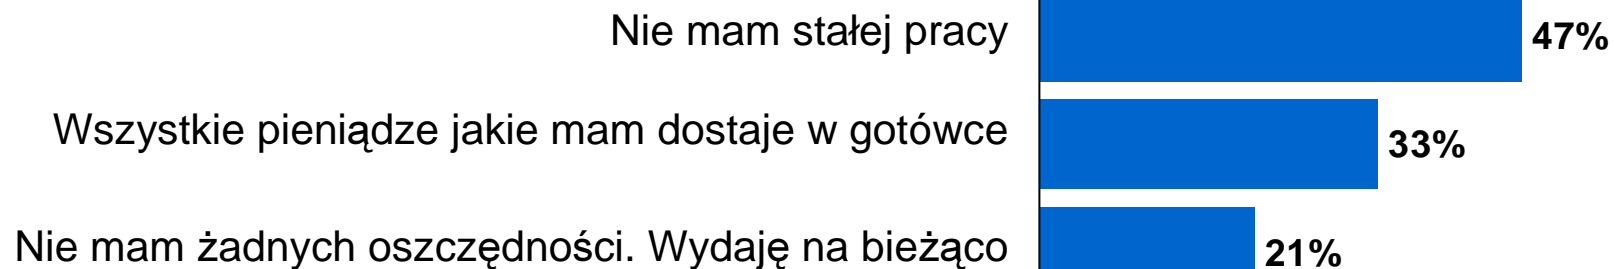 Nie mam stałej pracy 47%
Wszystkie pieniądze jakie mam dostaje w gotówce 33%
Nie mam żadnych oszczędności. Wydaję na bieżąco 21%